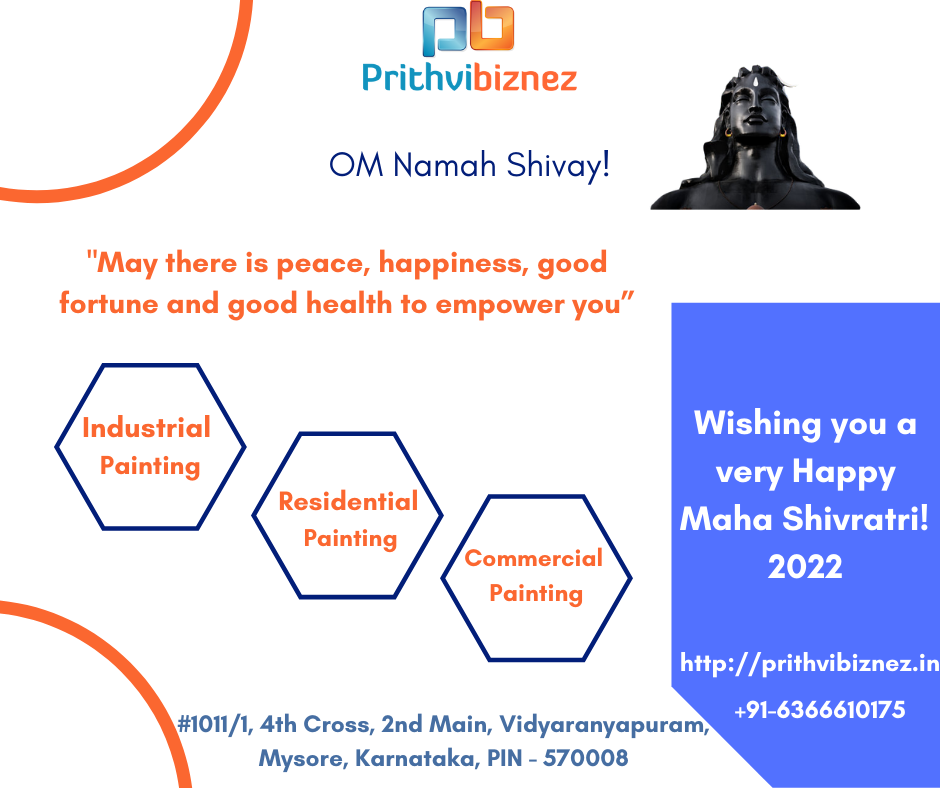 pb
Prithvibiznez
OM Namah Shivay!
"May there is peace, happiness, good
fortune and good health to empower you”
Industrial
Painting
Residential
Painting
Commercial
Painting
Wishing you a
very Happy
Maha Shivratri!
2022
http://prithvibiznez.in
+91-6366610175
#1011/1, 4th Cross, 2nd Main, Vidyaranyapuram,
Mysore, Karnataka, PIN - 570008